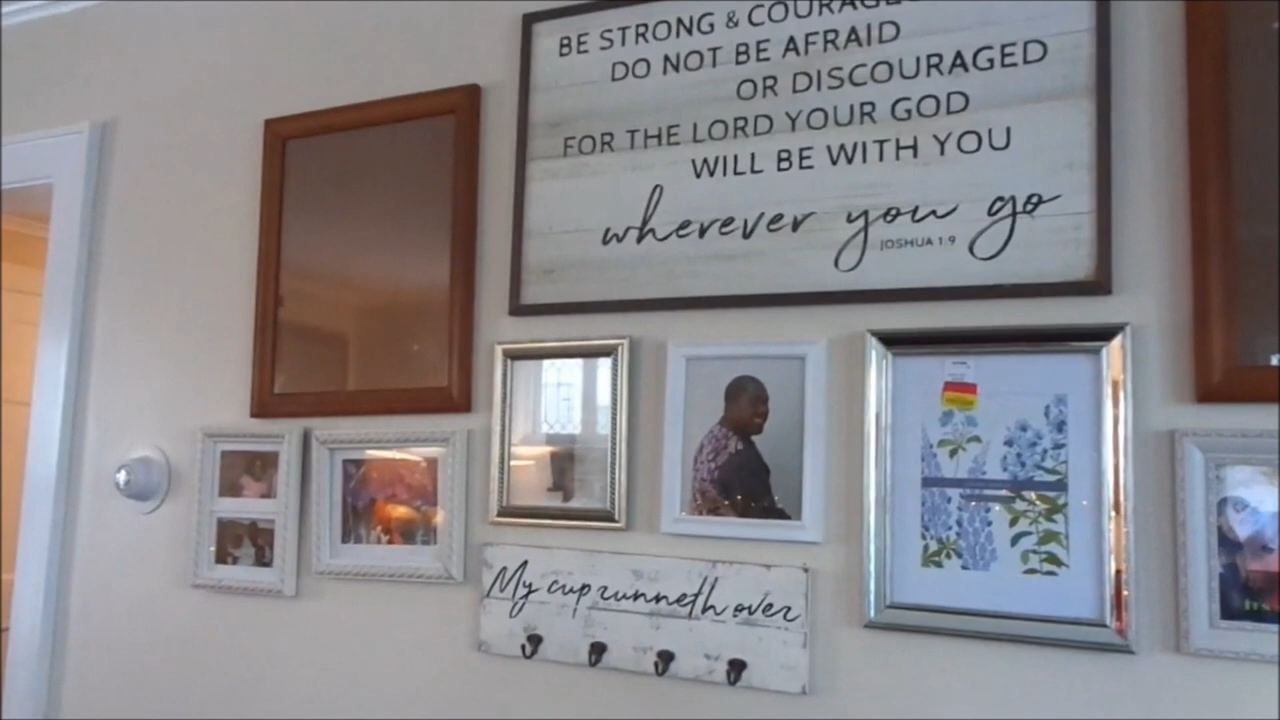 BE STRONG & COURAGEOUS
DO NOT BE AFRAID
OR DISCOURAGED
FOR THE LORD YOUR GOD
WILL BE WITH YOU
wherever you go
JOSHUA 1:9
My cup runneth over